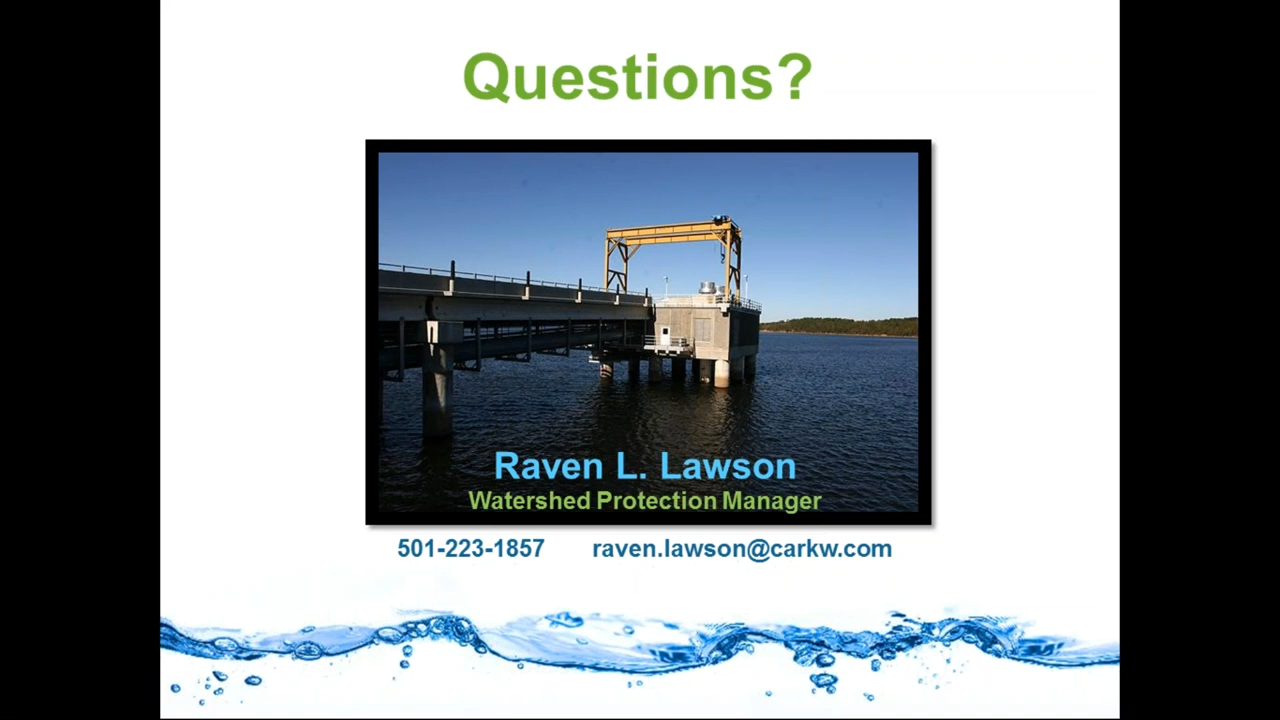 Questions?
Raven L. Lawson
Watershed Protection Manager
501-223-1857 raven.lawson@carkw.com